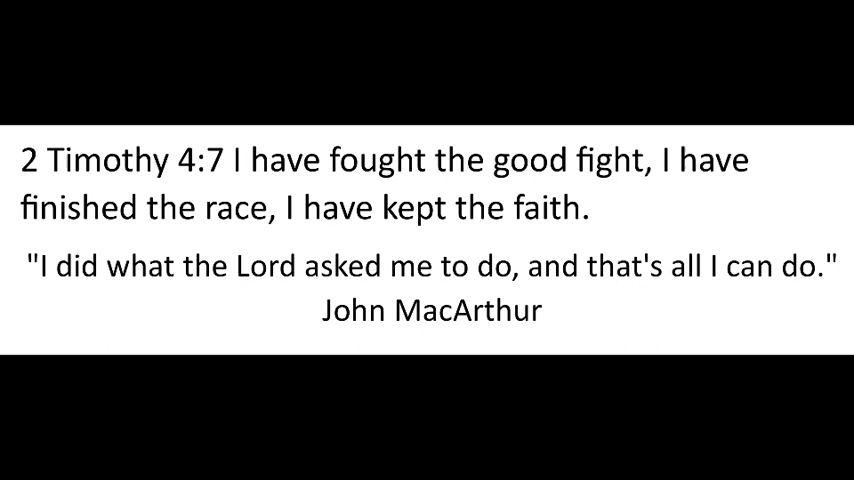 2 Timothy 4:7 I have fought the good fight, I have
finished the race, I have kept the faith.
"I did what the Lord asked me to do, and that's all I can do."
John MacArthur